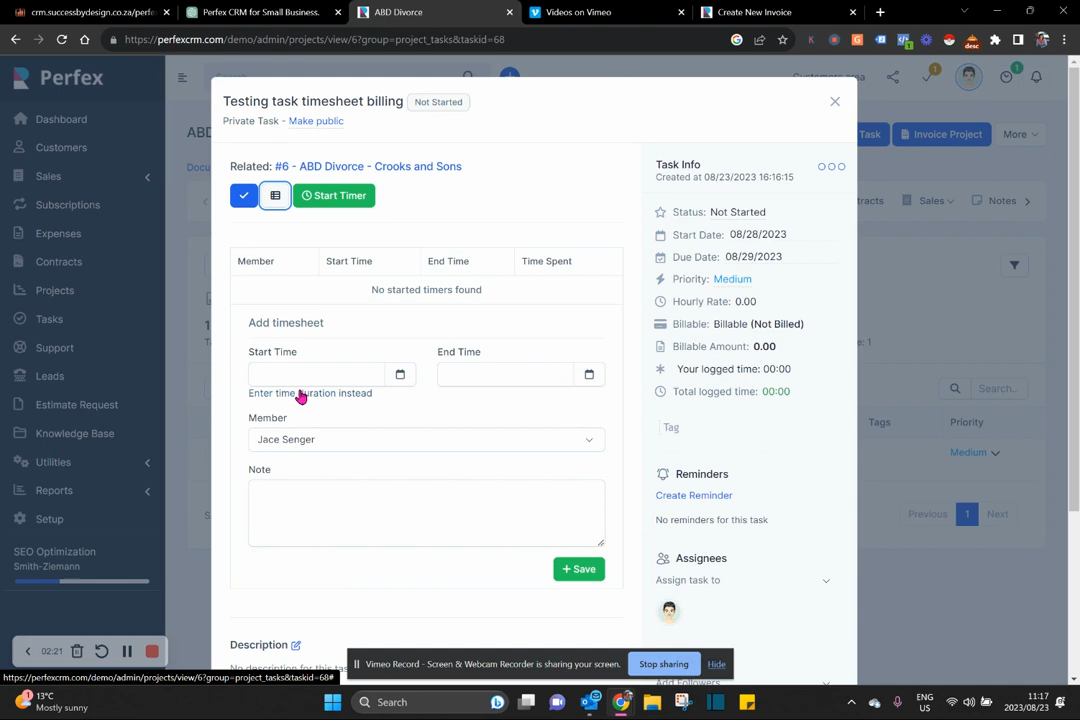 crm.successbydesign.co.za/perfex
Perfex CRM for Small Business.
ABD Divorce
Videos on Vimeo
Create New Invoice
https://perfexcrm.com/demo/admin/projects/view/6?group=project_tasks&taskid=68
Perfex
Customers area
1
1
Dashboard
Customers
Sales
Subscriptions
Expenses
Contracts
Projects
Tasks
Support
Leads
Estimate Request
Knowledge Base
Utilities
Reports
Setup
SEO Optimization
Smith-Ziemann
02:21
Testing task timesheet billing Not Started
Private Task - Make public
Related: #6 - ABD Divorce - Crooks and Sons
Start Timer
Member Start Time End Time Time Spent
No started timers found
Add timesheet
Start Time End Time
Enter time duration instead
Member
Jace Senger
Note
+ Save
Description
Task Info
Created at 08/23/2023 16:16:15
Status: Not Started
Start Date: 08/28/2023
Due Date: 08/29/2023
Priority: Medium
Hourly Rate: 0.00
Billable: Billable (Not Billed)
Billable Amount: 0.00
Your logged time: 00:00
Total logged time: 00:00
Tag
Reminders
Create Reminder
No reminders for this task
Assignees
Assign task to
Task Invoice Project More
Sales Notes
Search..
Tags Priority
Medium
Previous 1 Next
Vimeo Record - Screen & Webcam Recorder is sharing your screen. Stop sharing Hide
https://perfexcrm.com/demo/admin/projects/view/6?group=project_tasks&taskid=68#
13°C
Mostly sunny
Search
ENG
US
11:17
2023/08/23